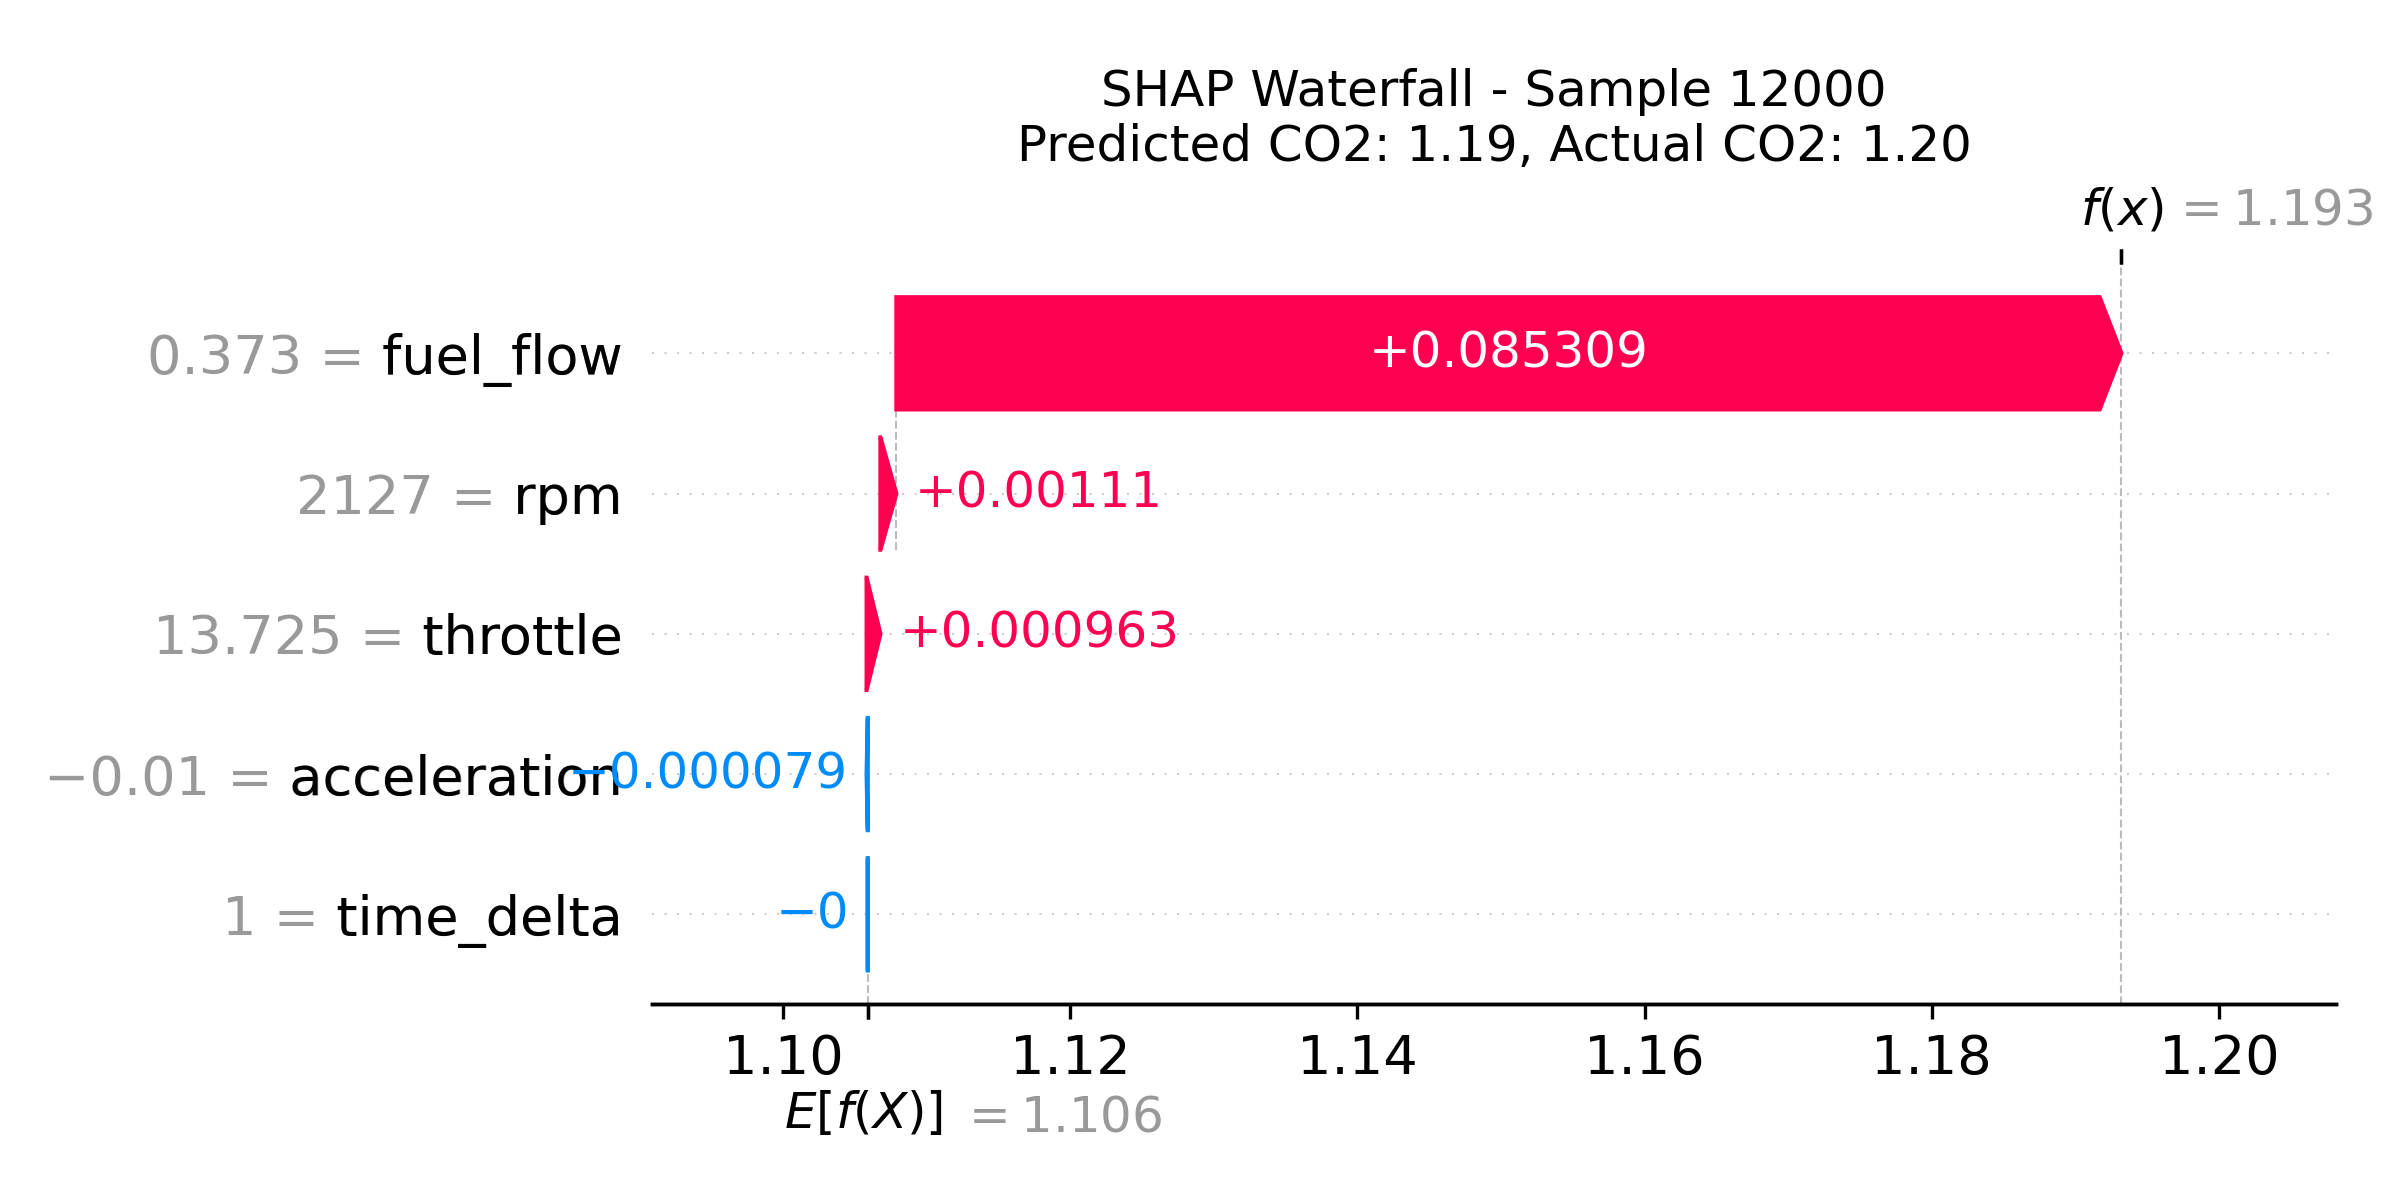 SHAP Waterfall - Sample 12000
Predicted CO2: 1.19, Actual CO2: 1.20
f(x) = 1.193
0.373 = fuel_flow +0.085309
2127 = rpm +0.00111
13.725 = throttle +0.000963
−0.01 = acceleration −0.000079
1 = time_delta −0
1.10 1.12 1.14 1.16 1.18 1.20
E[f(X)] = 1.106